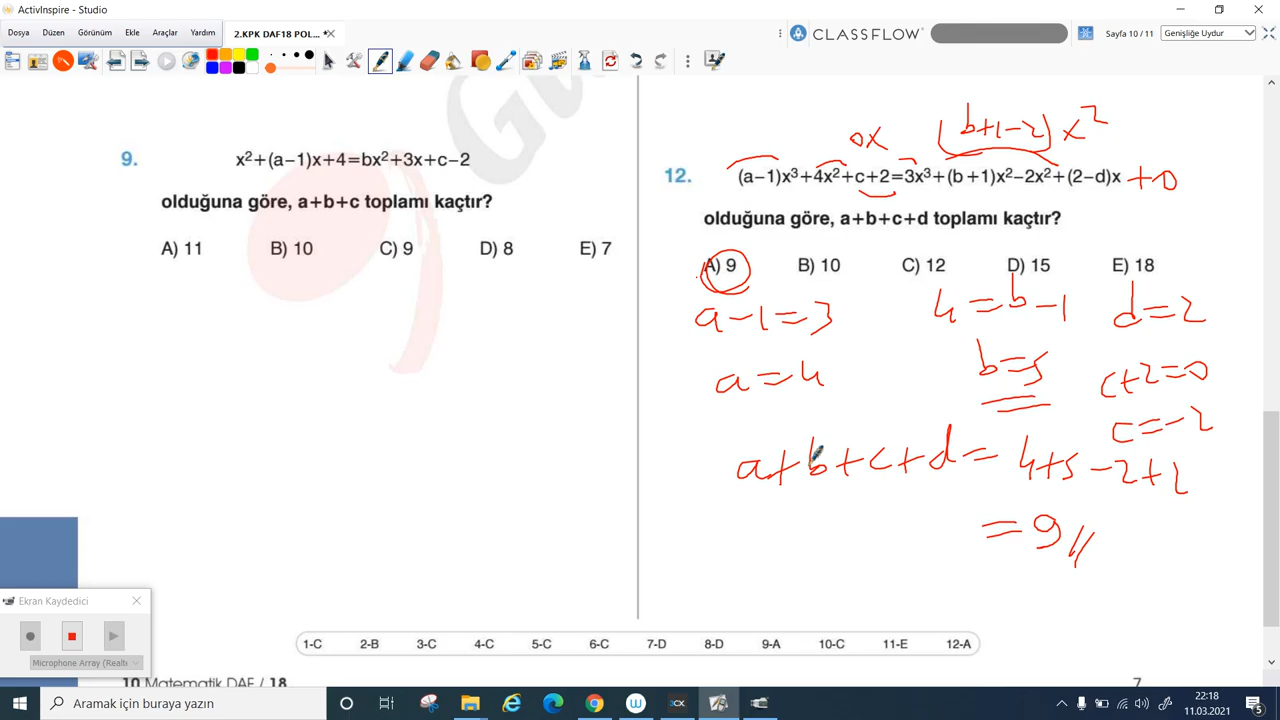 ActivInspire - Studio
Dosya Düzen Görünüm Ekle Araçlar Yardım
2.KPK DAF18 POL...
CLASSFLOW
Sayfa 10 / 11
Genişliğe Uydur
9.
x²+(a−1)x+4=bx²+3x+c−2
olduğuna göre, a+b+c toplamı kaçtır?
A) 11 B) 10 C) 9 D) 8 E) 7
0x
(b+1−2)x²
12. (a−1)x³+4x²+c+2=3x³+(b+1)x²−2x²+(2−d)x +0
olduğuna göre, a+b+c+d toplamı kaçtır?
A) 9 B) 10 C) 12 D) 15 E) 18
a−1=3 4=b−1 d=2
a=4 b=5 c+2=0
c=−2
a+b+c+d= 4+5−2+2
=9//
Ekran Kaydedici
Microphone Array (Realte
1-C 2-B 3-C 4-C 5-C 6-C 7-D 8-D 9-A 10-C 11-E 12-A
10 Matematik DAF / 18
7
Aramak için buraya yazın
22:18
11.03.2021
5